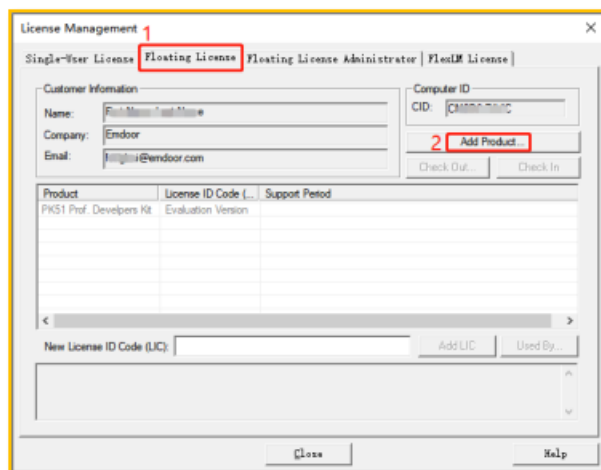 License Management
1
Single-User License Floating License Floating License Administrator FlexLM License
Customer Information
Computer ID
Name:
CID:
Company: Emdoor
2 Add Product...
Email: @emdoor.com
Check Out... Check In
Product License ID Code (... Support Period
PK51 Prof. Develpers Kit Evaluation Version
New License ID Code (LIC): Add LIC Used By...
Close Help